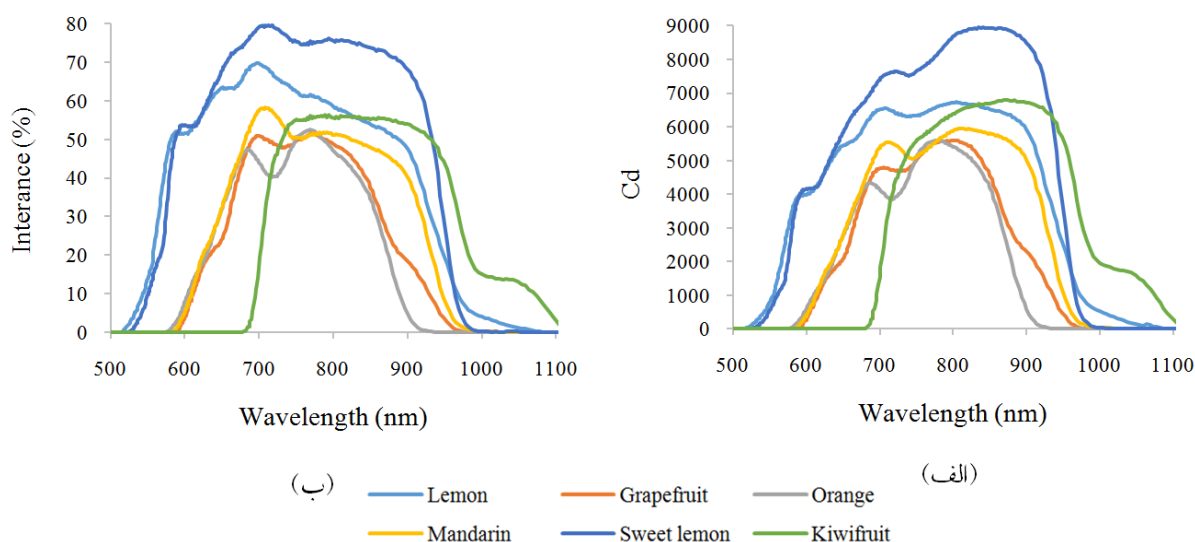 80
70
60
50
40
30
20
10
0
Interance (%)
500 600 700 800 900 1000 1100
Wavelength (nm)
(ب)
9000
8000
7000
6000
5000
4000
3000
2000
1000
0
Cd
500 600 700 800 900 1000 1100
Wavelength (nm)
(الف)
Lemon Grapefruit Orange
Mandarin Sweet lemon Kiwifruit